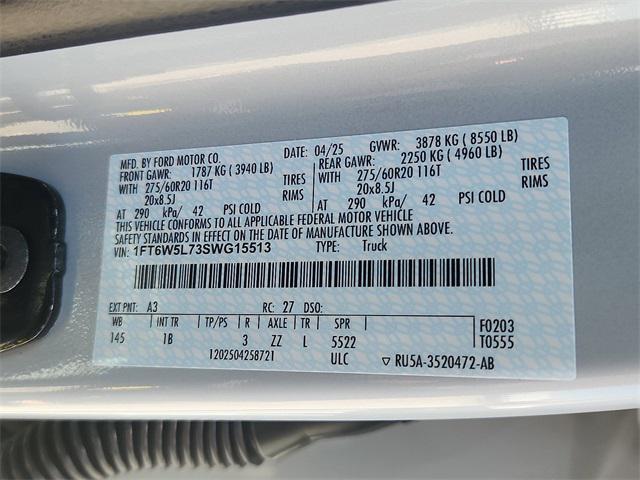 MFD. BY FORD MOTOR CO. DATE: 04/25 GVWR: 3878 KG ( 8550 LB)
FRONT GAWR: 1787 KG ( 3940 LB) REAR GAWR: 2250 KG ( 4960 LB)
WITH 275/60R20 116T TIRES WITH 275/60R20 116T TIRES
20x8.5J RIMS 20x8.5J RIMS
AT 290 kPa/ 42 PSI COLD AT 290 kPa/ 42 PSI COLD
THIS VEHICLE CONFORMS TO ALL APPLICABLE FEDERAL MOTOR VEHICLE
SAFETY STANDARDS IN EFFECT ON THE DATE OF MANUFACTURE SHOWN ABOVE.
VIN: 1FT6W5L73SWG15513 TYPE: Truck
EXT PNT: A3 RC: 27 DSO:
WB INT TR TP/PS R AXLE TR SPR F0203
145 1B 3 ZZ L 5522 T0555
1202504258721 ULC ▽ RU5A-3520472-AB